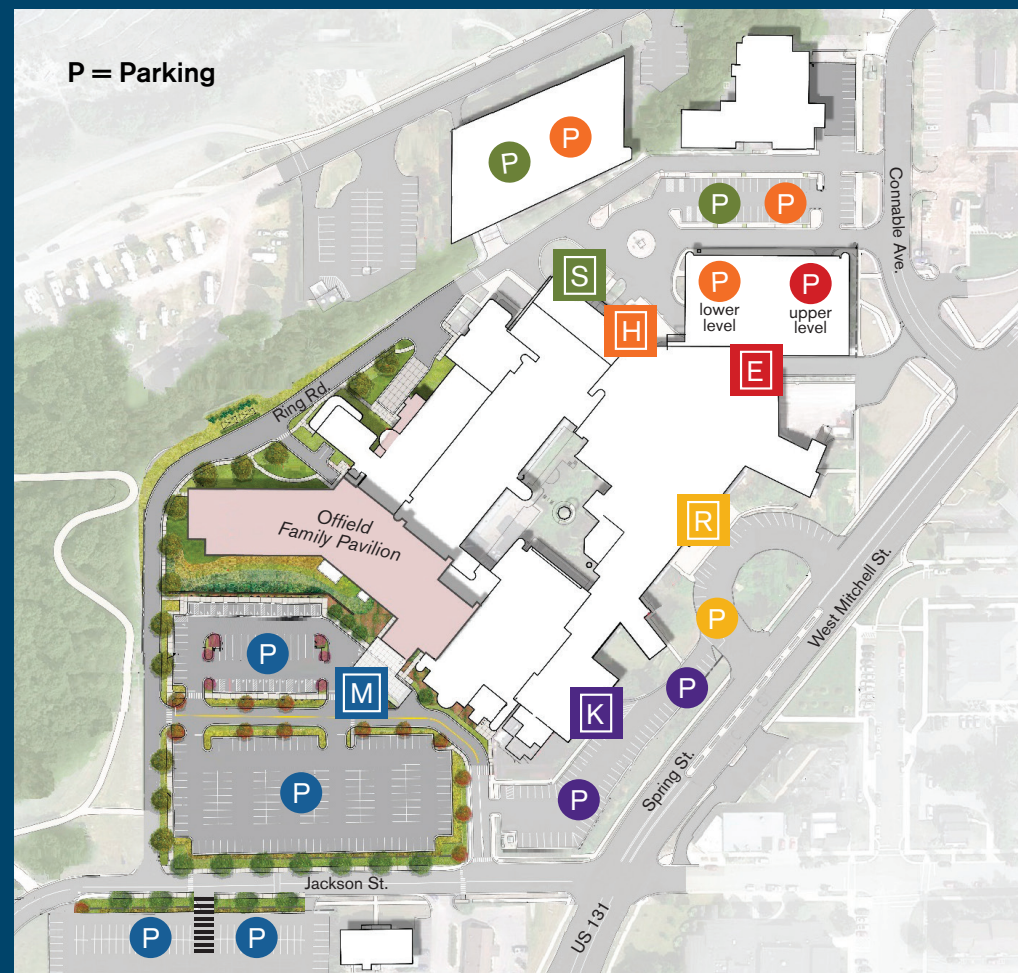 P = Parking
P
P
P
P
Connable Ave.
S
P
lower
level
P
upper
level
H
E
Ring Rd.
Offield
Family Pavilion
R
West Mitchell St.
P
P
P
M
K
P
P
Spring St.
Jackson St.
P
P
US 131